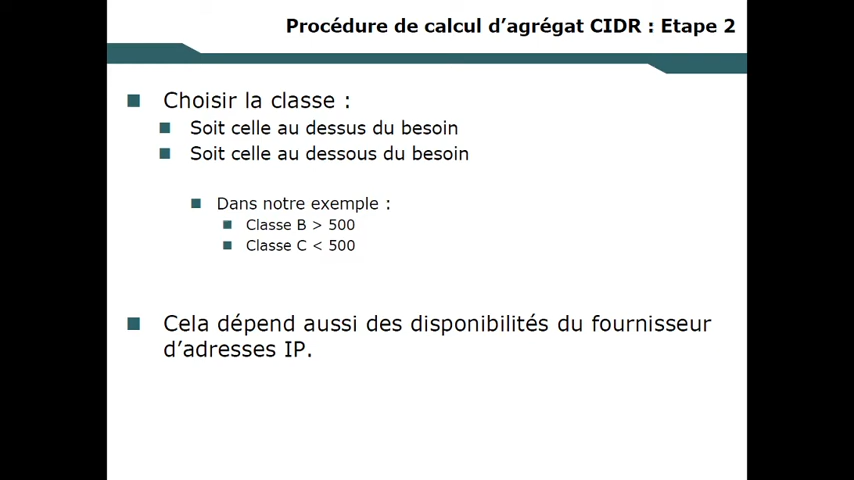 Procédure de calcul d'agrégat CIDR : Etape 2
Choisir la classe :
Soit celle au dessus du besoin
Soit celle au dessous du besoin
Dans notre exemple :
Classe B > 500
Classe C < 500
Cela dépend aussi des disponibilités du fournisseur
d'adresses IP.